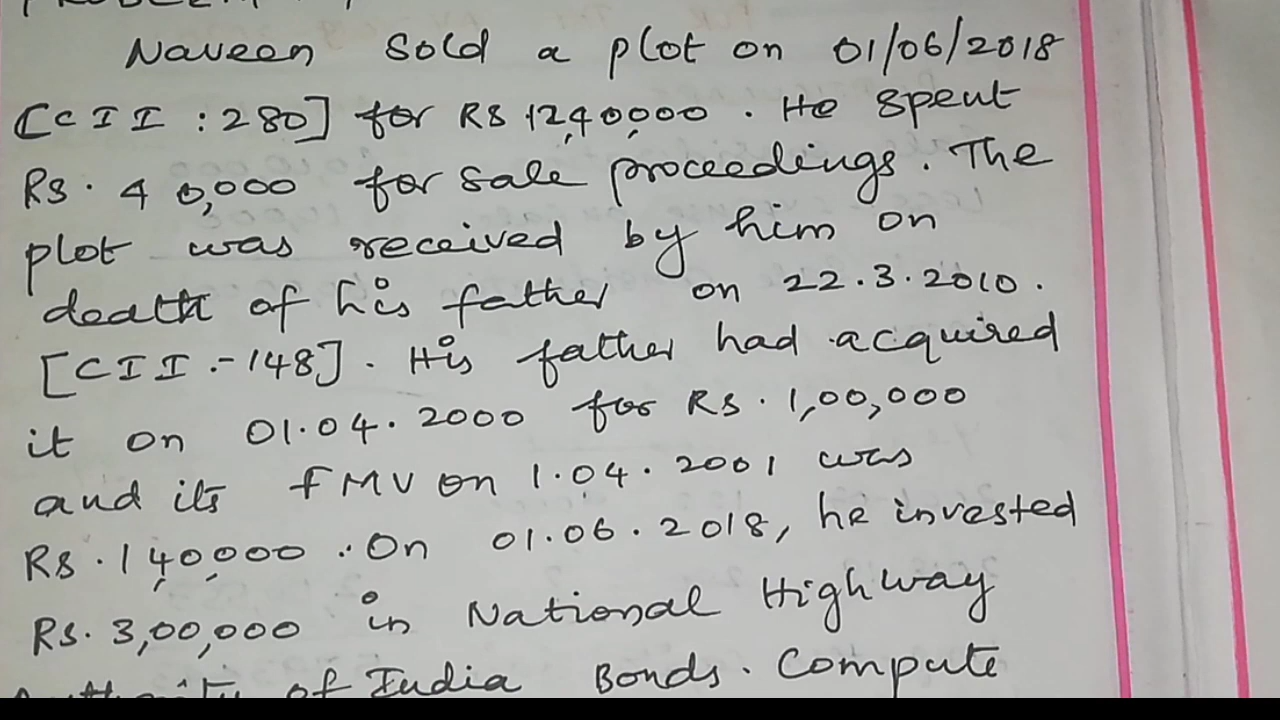 Naveen sold a plot on 01/06/2018
[CII : 280] for RS 12,40,000 . He spent
Rs. 40,000 for sale proceedings. The
plot was received by him on
death of his father on 22.3.2010.
[CII :- 148]. His father had acquired
it on 01.04.2000 for Rs. 1,00,000
and its FMV on 1.04.2001 was
Rs. 1,40,000 . On 01.06.2018, he invested
Rs. 3,00,000 in National Highway
of India Bonds. Compute